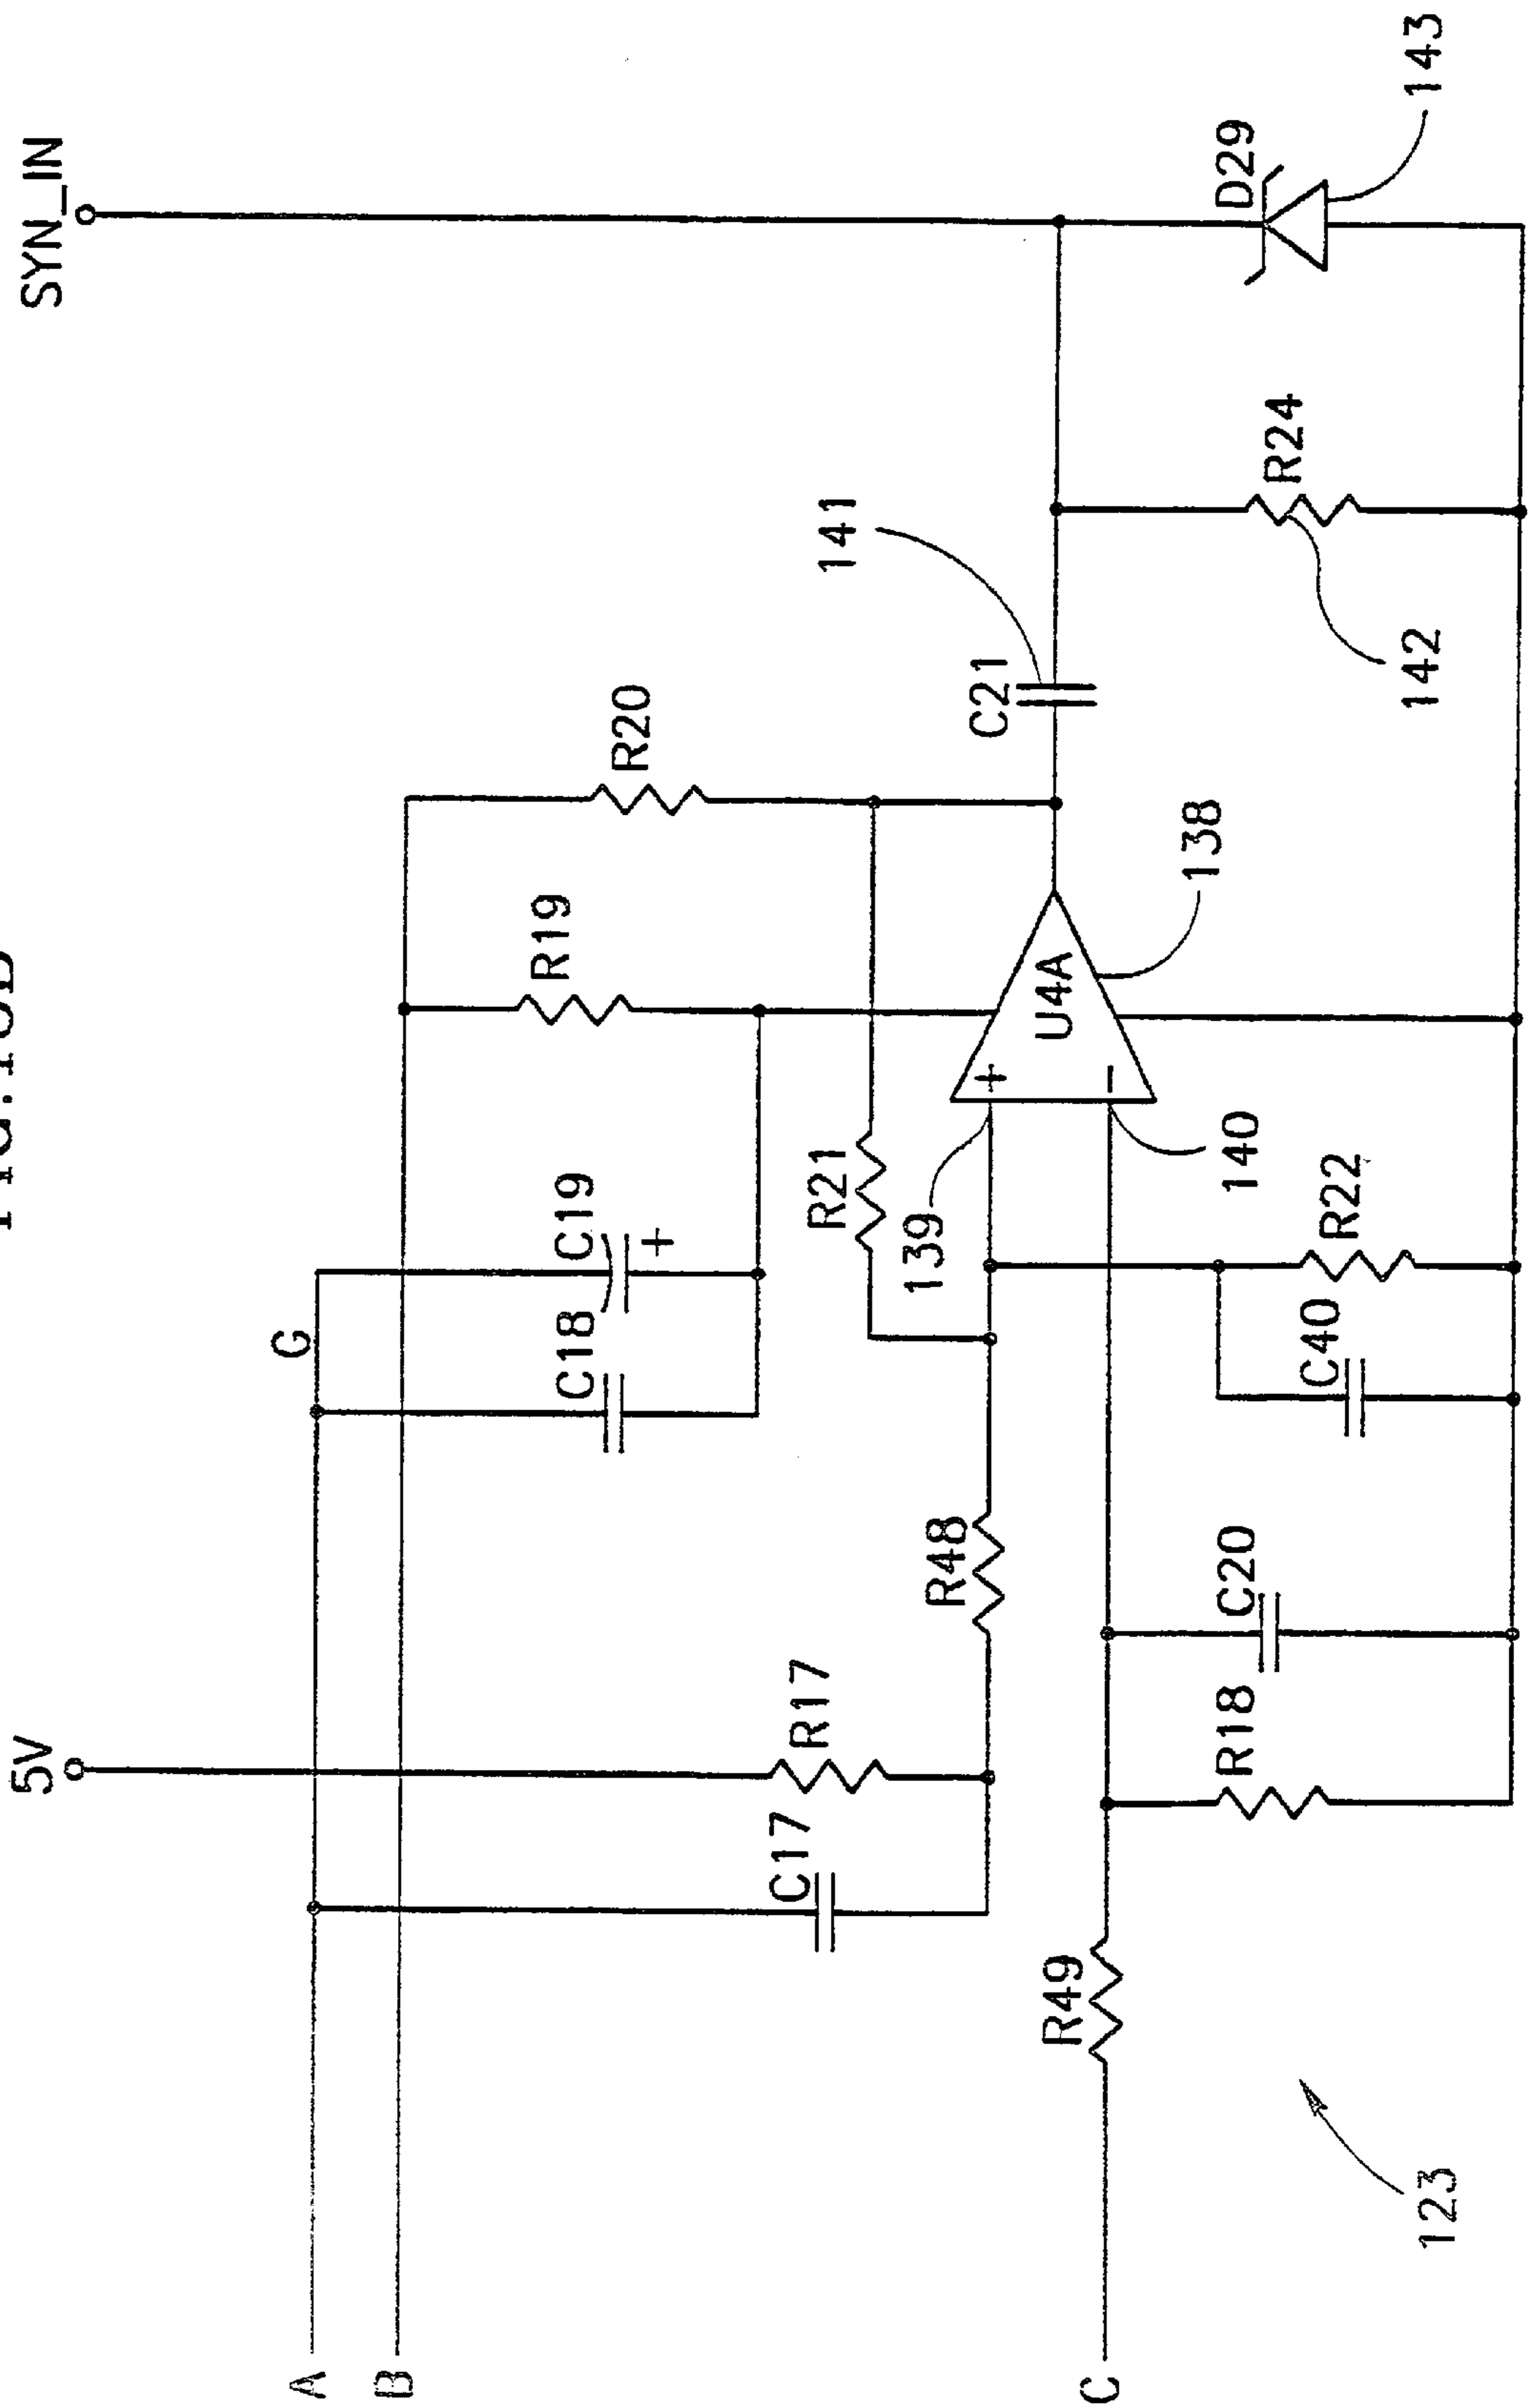 SYN_IN
5V
A
B
C
G
C18
C19
+
R19
R20
C17
R17
R48
R21
139
+
-
U4A
138
140
C21
141
R49
R18
C20
C40
R22
R24
142
D29
143
123